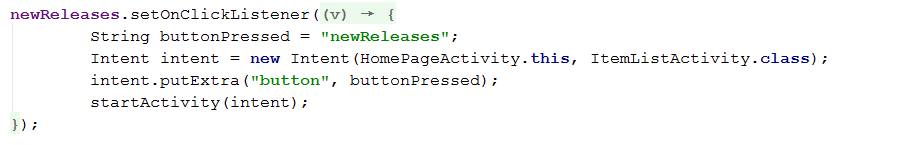 newReleases.setOnClickListener((v) → {
        String buttonPressed = "newReleases";
        Intent intent = new Intent(HomePageActivity.this, ItemListActivity.class);
        intent.putExtra("button", buttonPressed);
        startActivity(intent);
});